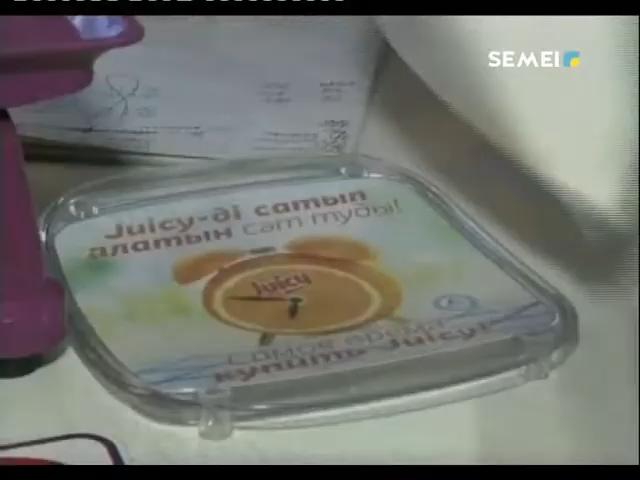 SEMEI
Juicy-ді сатып
алатын сәт туды!
Juicy
Самое время
купить Juicy!